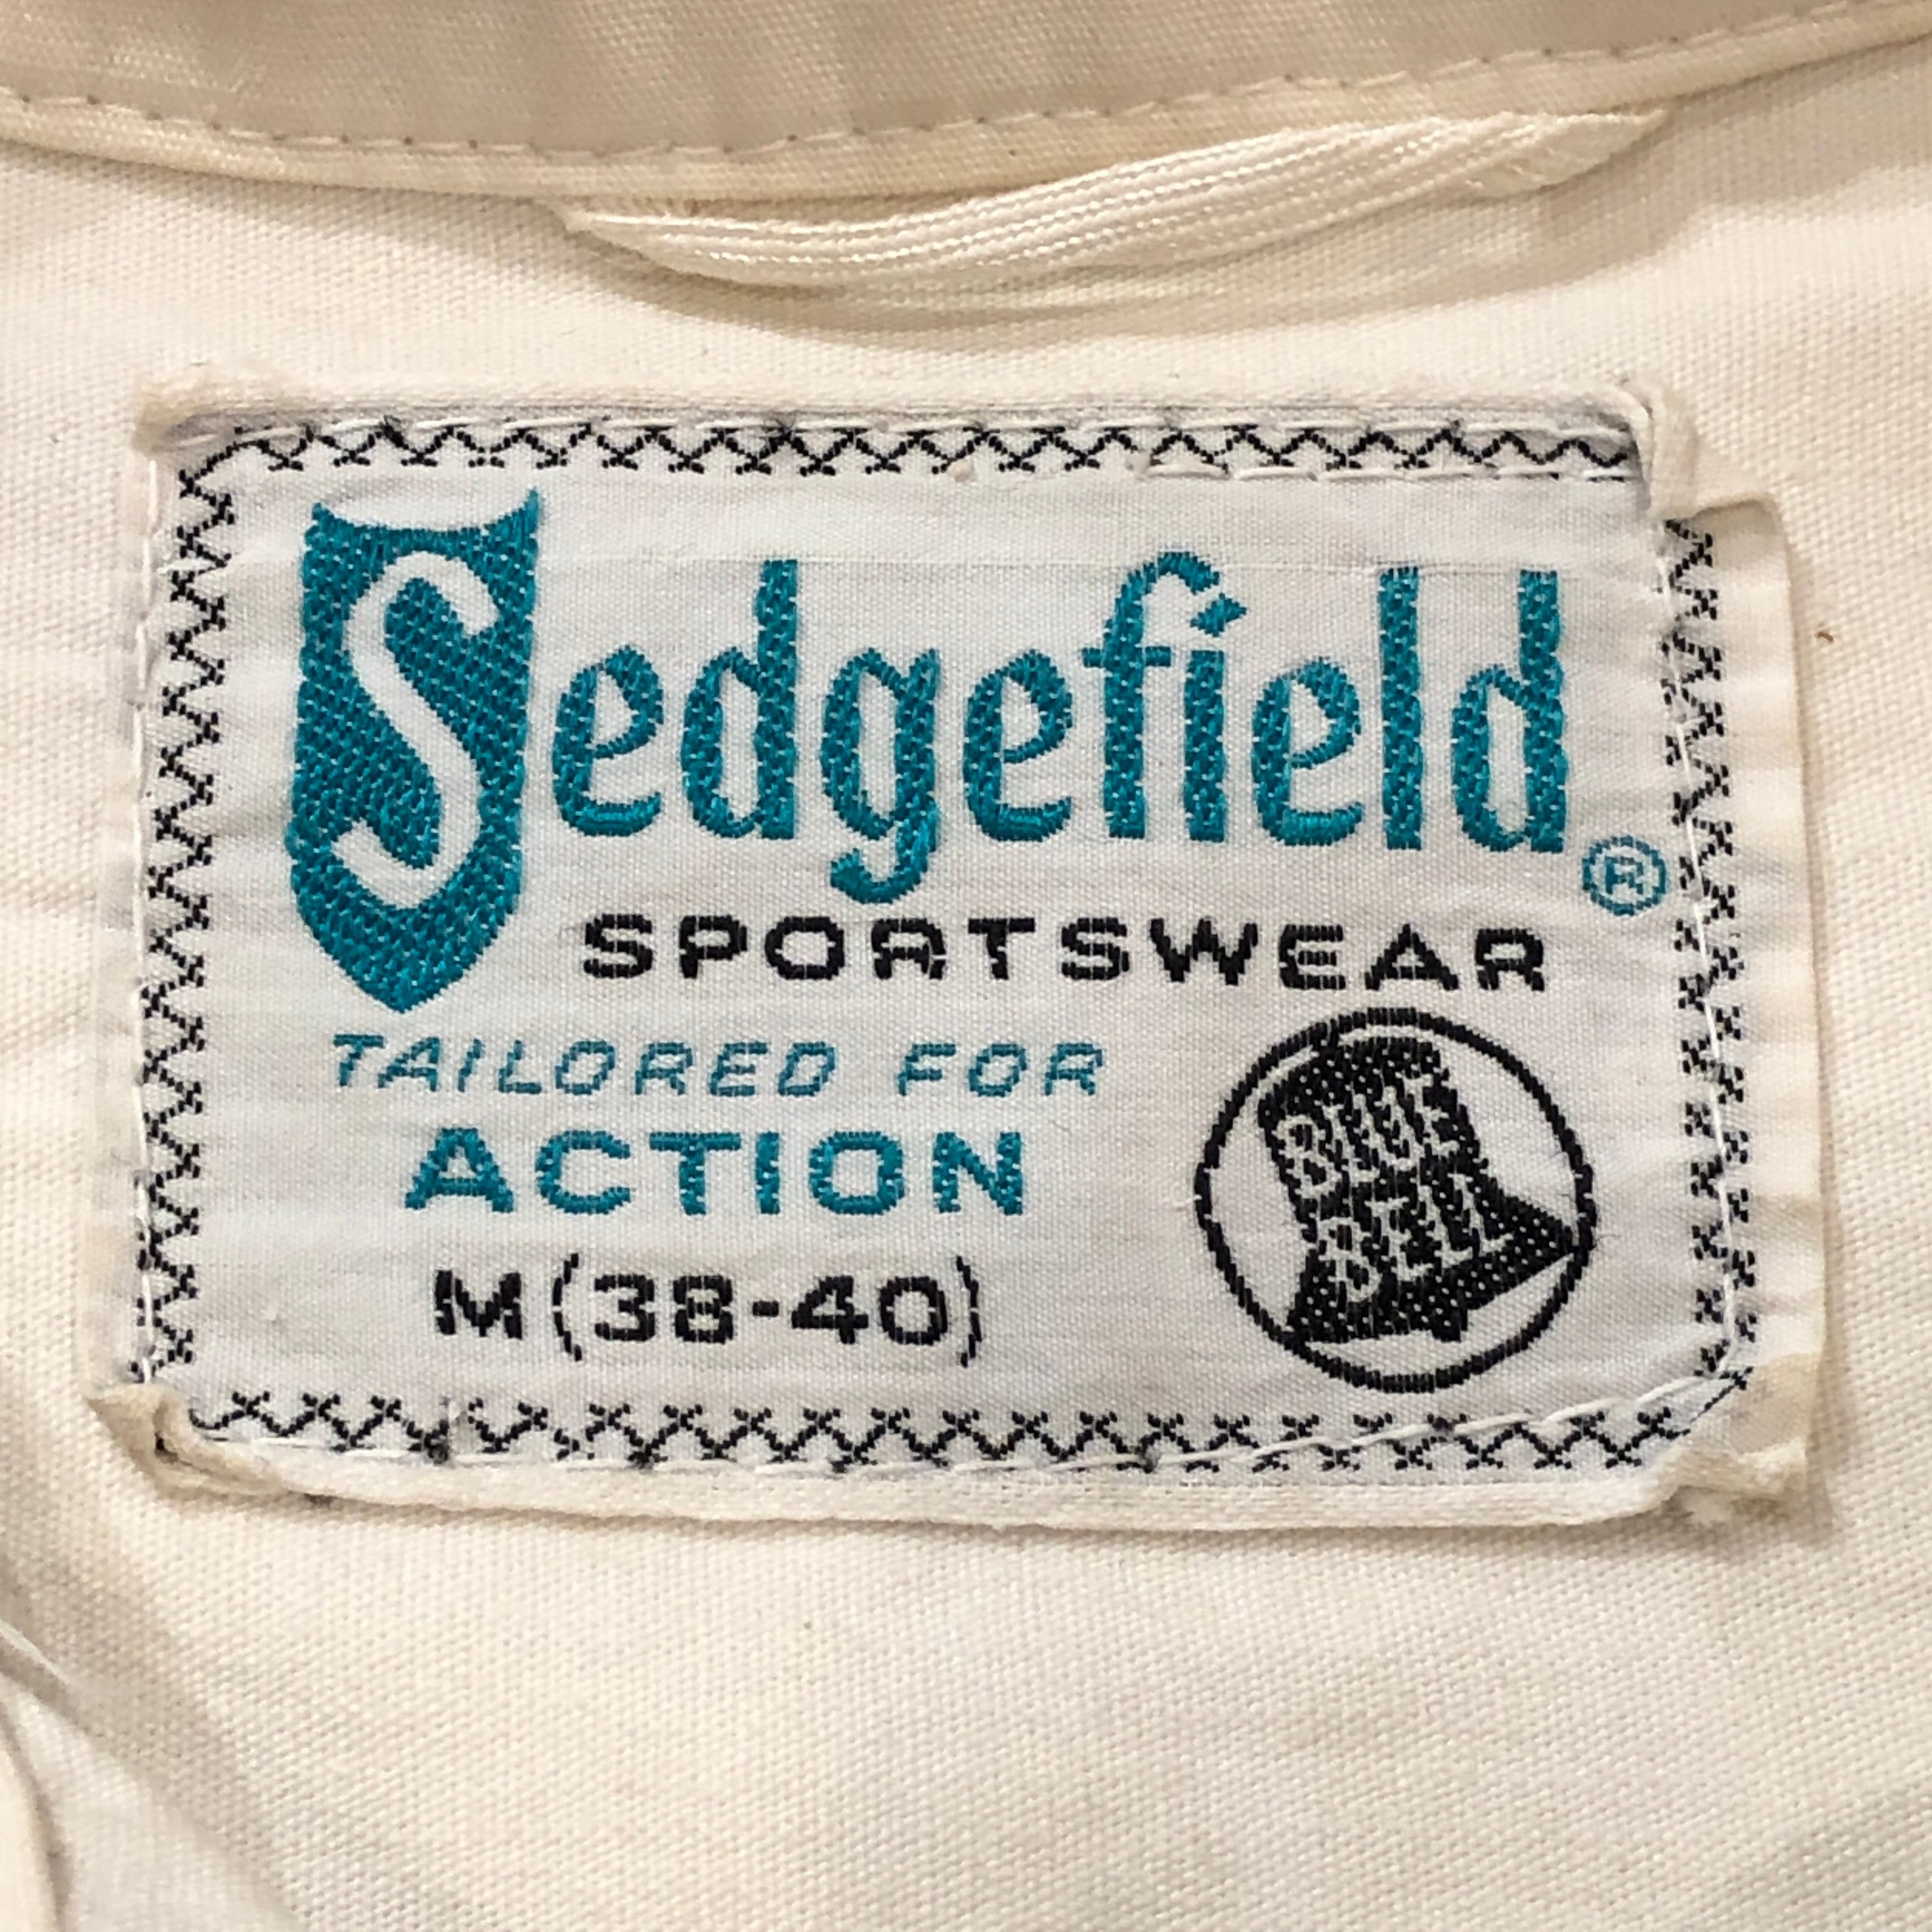 Sedgefield®
SPORTSWEAR
TAILORED FOR
ACTION
M (38-40)
BLUE
BELL